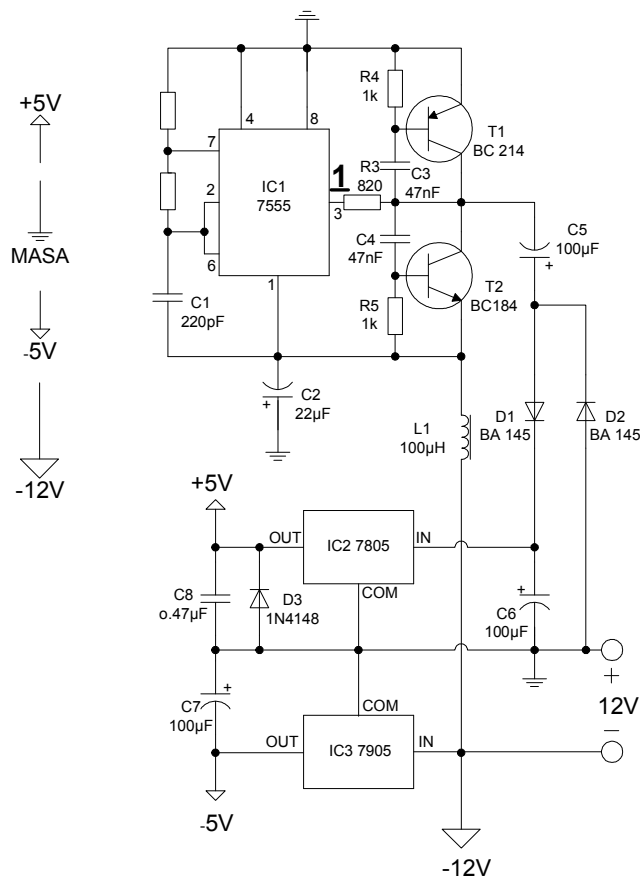 +5V
MASA
-5V
-12V
4
8
7
2
6
IC1
7555
1
3
1
R4
1k
R3
820
C3
47nF
T1
BC 214
C4
47nF
R5
1k
T2
BC184
C5
100µF
+
C1
220pF
C2
22µF
+
L1
100µH
D1
BA 145
D2
BA 145
+5V
OUT
IC2 7805
IN
COM
C8
o.47µF
D3
1N4148
+
C6
100µF
+
12V
–
C7
100µF
+
COM
OUT
IC3 7905
IN
-5V
-12V